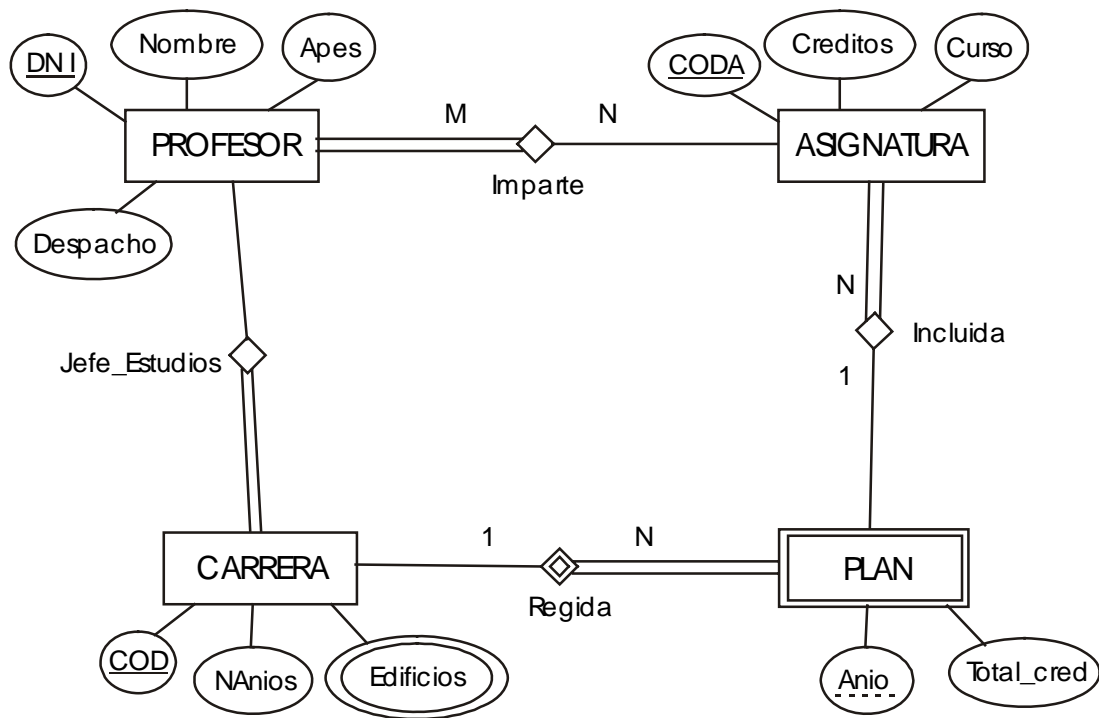 DNI
Nombre
Apes
CODA
Creditos
Curso
PROFESOR
M
N
ASIGNATURA
Imparte
Despacho
N
Incluida
Jefe_Estudios
1
CARRERA
1
N
PLAN
Regida
COD
NAnios
Edificios
Anio
Total_cred